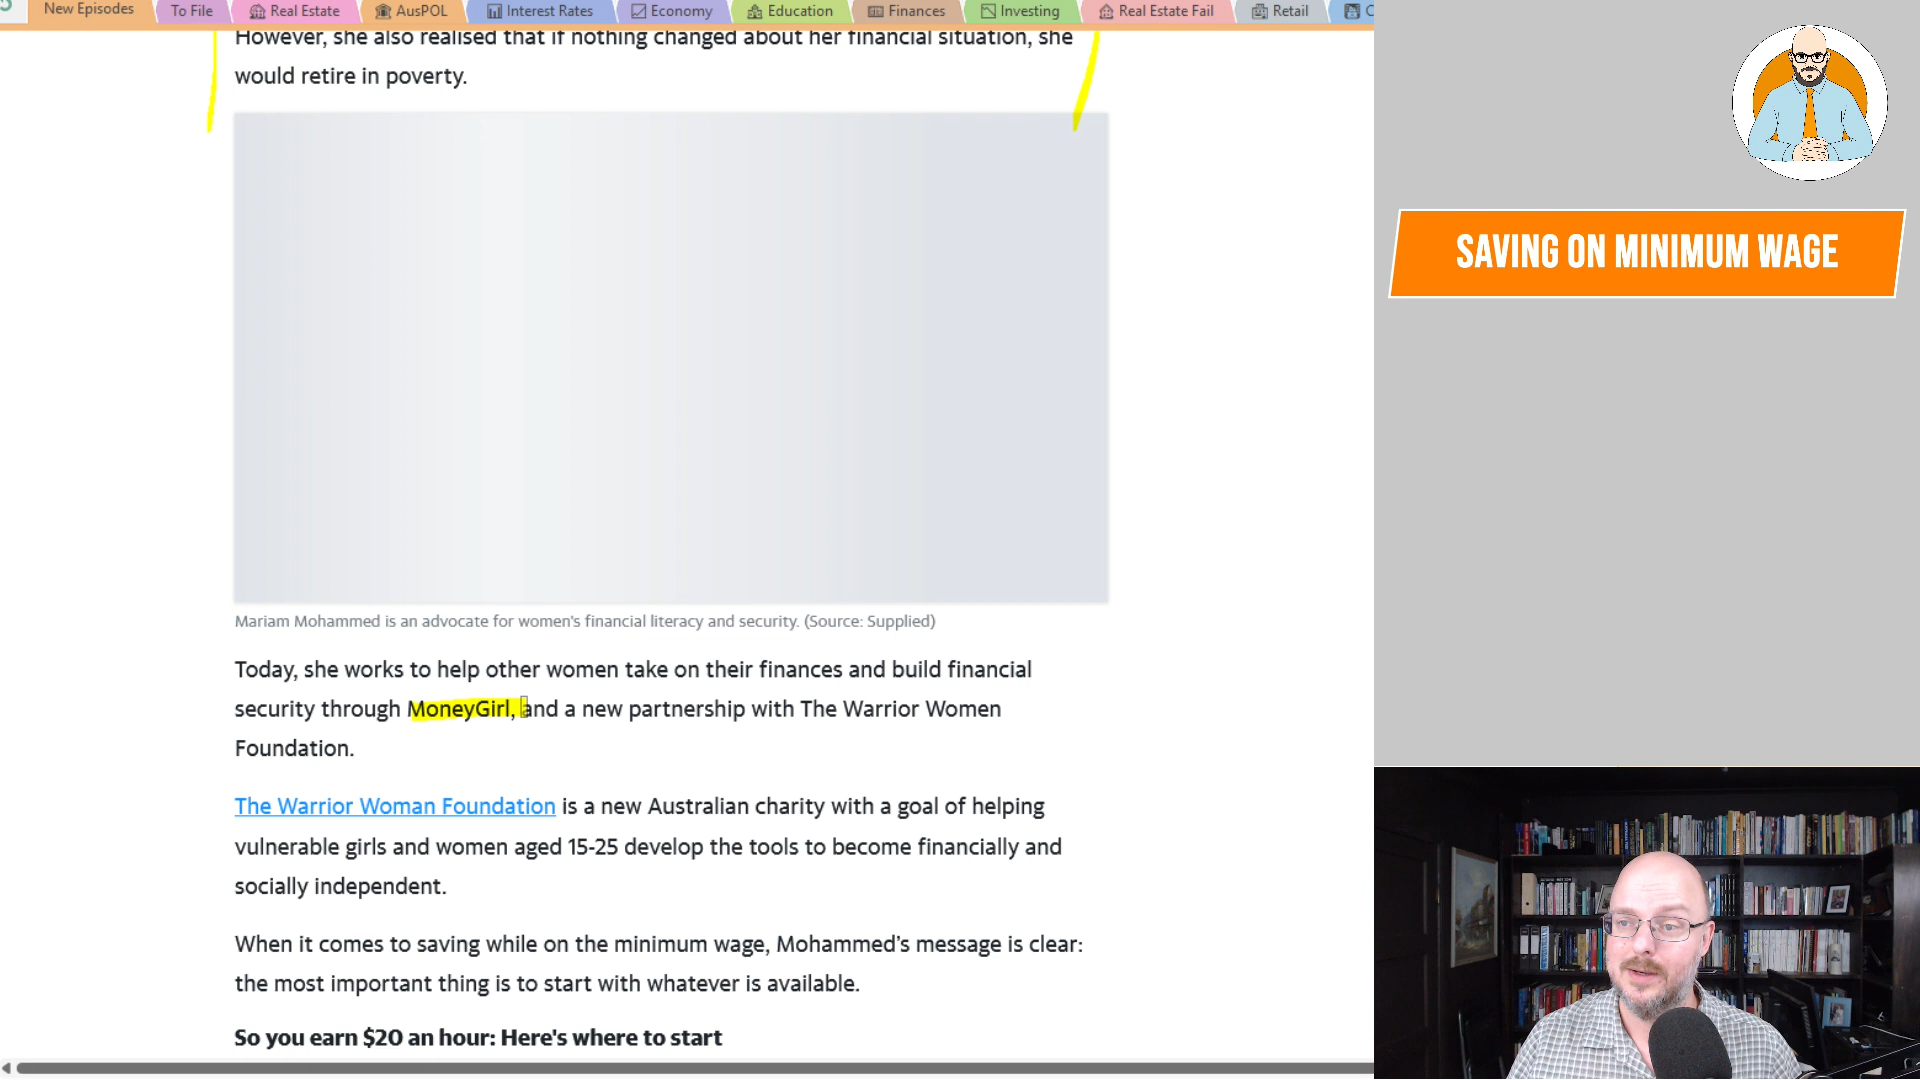 New Episodes
To File
Real Estate
AusPOL
Interest Rates
Economy
Education
Finances
Investing
Real Estate Fail
Retail
However, she also realised that if nothing changed about her financial situation, she
would retire in poverty.
SAVING ON MINIMUM WAGE
Mariam Mohammed is an advocate for women's financial literacy and security. (Source: Supplied)
Today, she works to help other women take on their finances and build financial
security through MoneyGirl, and a new partnership with The Warrior Women
Foundation.
The Warrior Woman Foundation is a new Australian charity with a goal of helping
vulnerable girls and women aged 15-25 develop the tools to become financially and
socially independent.
When it comes to saving while on the minimum wage, Mohammed’s message is clear:
the most important thing is to start with whatever is available.
So you earn $20 an hour: Here's where to start